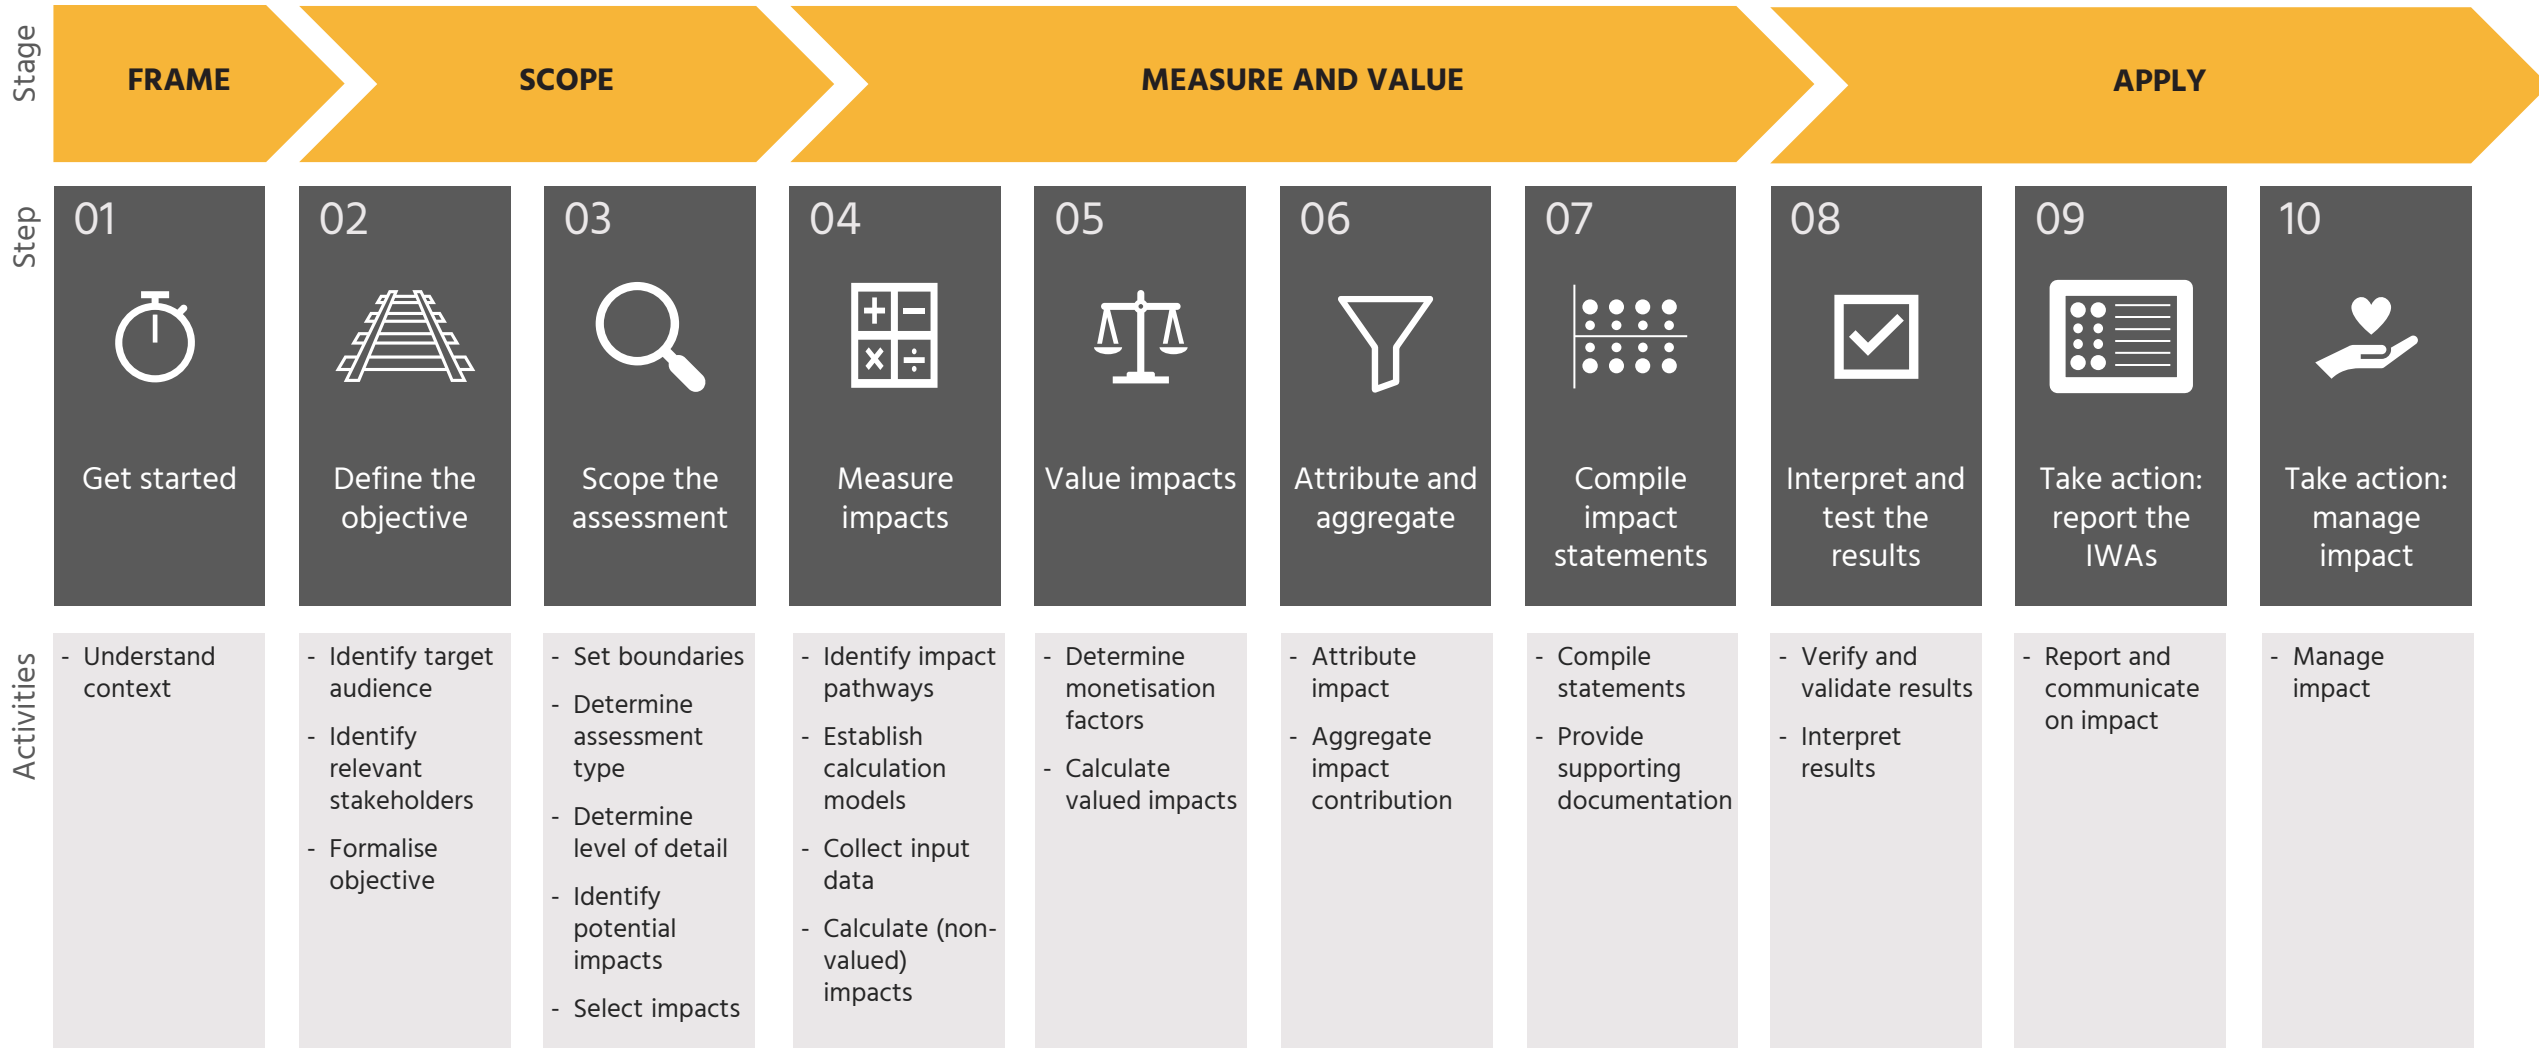 Stage
FRAME
SCOPE
MEASURE AND VALUE
APPLY
Step
01
Get started
02
Define the
objective
03
Scope the
assessment
04
Measure
impacts
05
Value impacts
06
Attribute and
aggregate
07
Compile
impact
statements
08
Interpret and
test the
results
09
Take action:
report the
IWAs
10
Take action:
manage
impact
Activities
- Understand
context
- Identify target
audience
- Identify
relevant
stakeholders
- Formalise
objective
- Set boundaries
- Determine
assessment
type
- Determine
level of detail
- Identify
potential
impacts
- Select impacts
- Identify impact
pathways
- Establish
calculation
models
- Collect input
data
- Calculate (non-
valued)
impacts
- Determine
monetisation
factors
- Calculate
valued impacts
- Attribute
impact
- Aggregate
impact
contribution
- Compile
statements
- Provide
supporting
documentation
- Verify and
validate results
- Interpret
results
- Report and
communicate
on impact
- Manage
impact